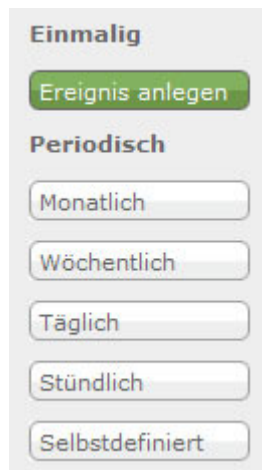 Einmalig
Ereignis anlegen
Periodisch
Monatlich
Wöchentlich
Täglich
Stündlich
Selbstdefiniert